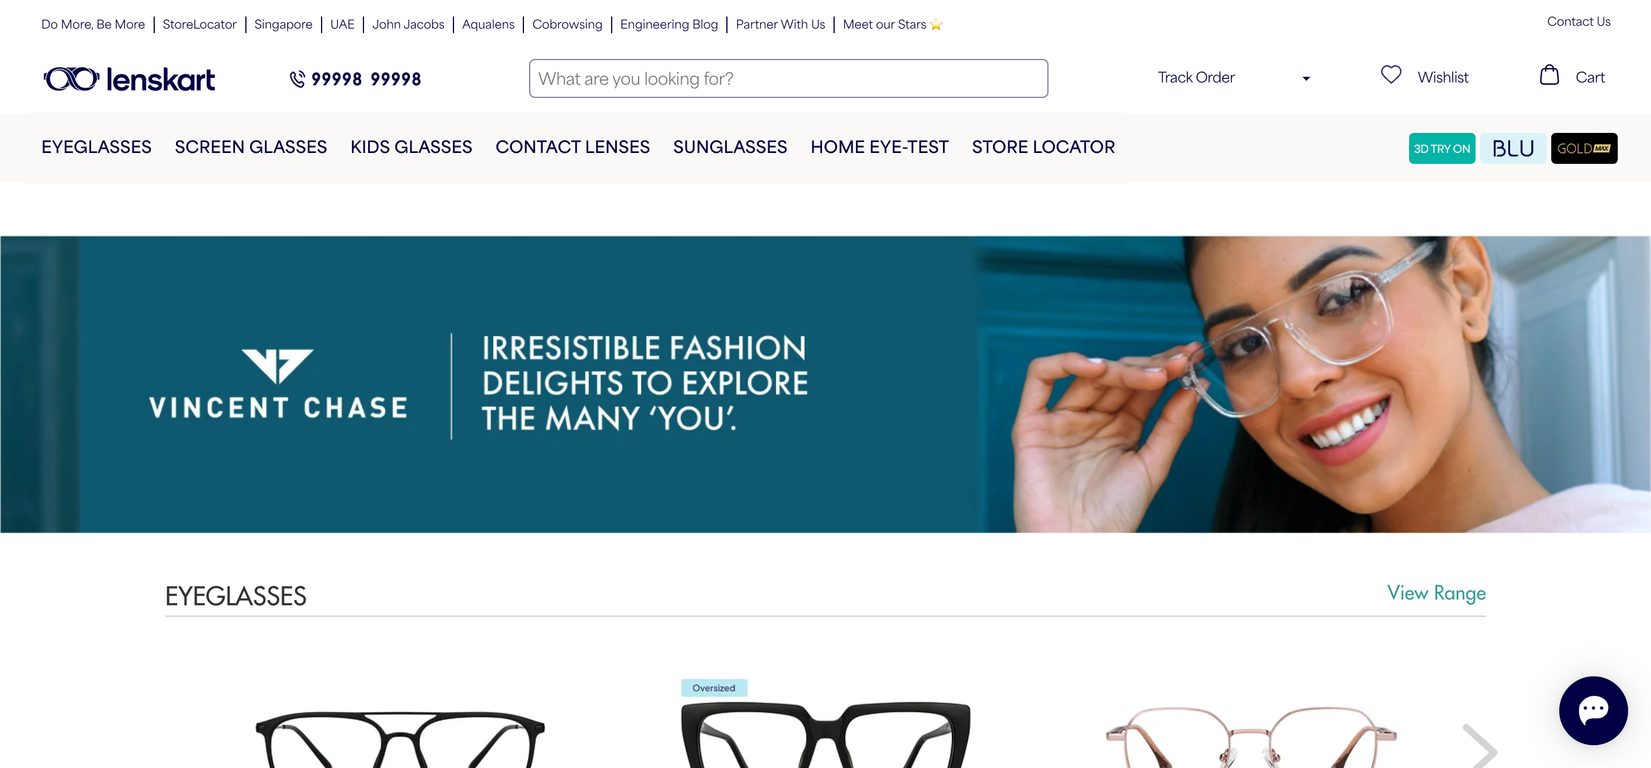 Do More, Be More | StoreLocator | Singapore | UAE | John Jacobs | Aqualens | Cobrowsing | Engineering Blog | Partner With Us | Meet our Stars ⭐ Contact Us
lenskart 99998 99998 What are you looking for? Track Order Wishlist Cart
EYEGLASSES SCREEN GLASSES KIDS GLASSES CONTACT LENSES SUNGLASSES HOME EYE-TEST STORE LOCATOR 3D TRY ON BLU GOLD MAX
VINCENT CHASE
IRRESISTIBLE FASHION
DELIGHTS TO EXPLORE
THE MANY ‘YOU’.
EYEGLASSES View Range
Oversized